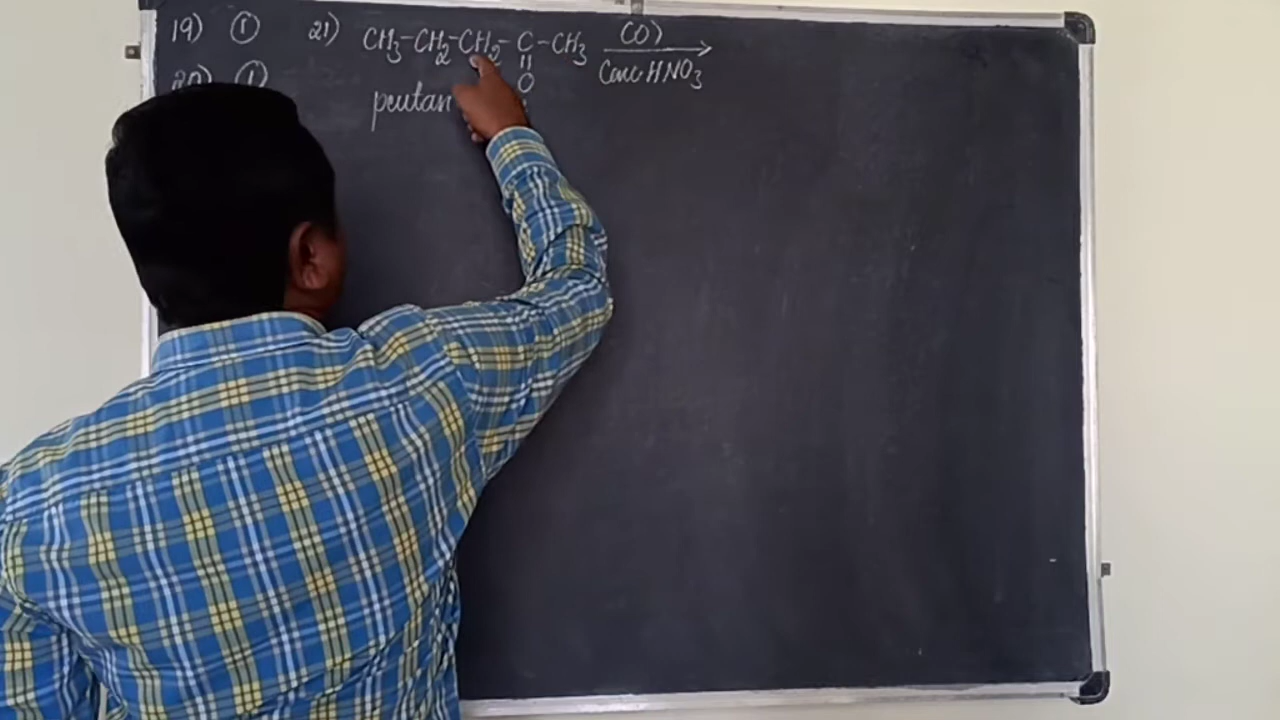 19) ① 21) CH₃-CH₂-CH₂-C-CH₃ (O) →
|| Conc HNO₃
20) ① O
pentan